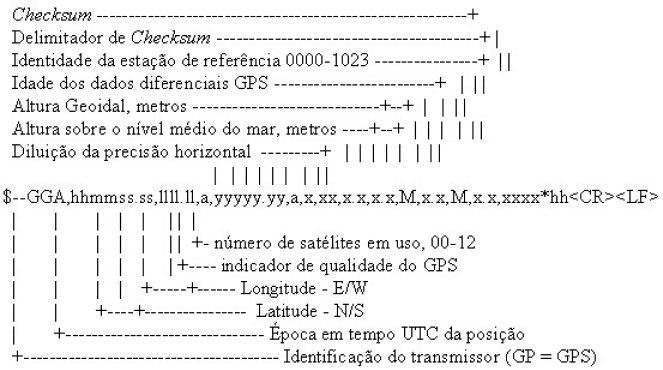 Checksum -------------------------------------------------------------+
Delimitador de Checksum -------------------------------------------+ |
Identidade da estação de referência 0000-1023 -----------------+ ||
Idade dos dados diferenciais GPS --------------------------+ | ||
Altura Geoidal, metros -------------------------------+--+ | | ||
Altura sobre o nível médio do mar, metros ----+--+ | | | | ||
Diluição da precisão horizontal ---------+ | | | | | | ||
| | | | | | | ||
$--GGA,hhmmss.ss,llll.ll,a,yyyyy.yy,a,x,xx,x.x,x.x,M,x.x,M,x.x,xxxx*hh<CR><LF>
| | | | | | || |
| | | | | | || +- número de satélites em uso, 00-12
| | | | | | |+---- indicador de qualidade do GPS
| | | | +-----+------ Longitude - E/W
| | +----+---------------- Latitude - N/S
| +--------------------------------- Época em tempo UTC da posição
+------------------------------------------ Identificação do transmissor (GP = GPS)